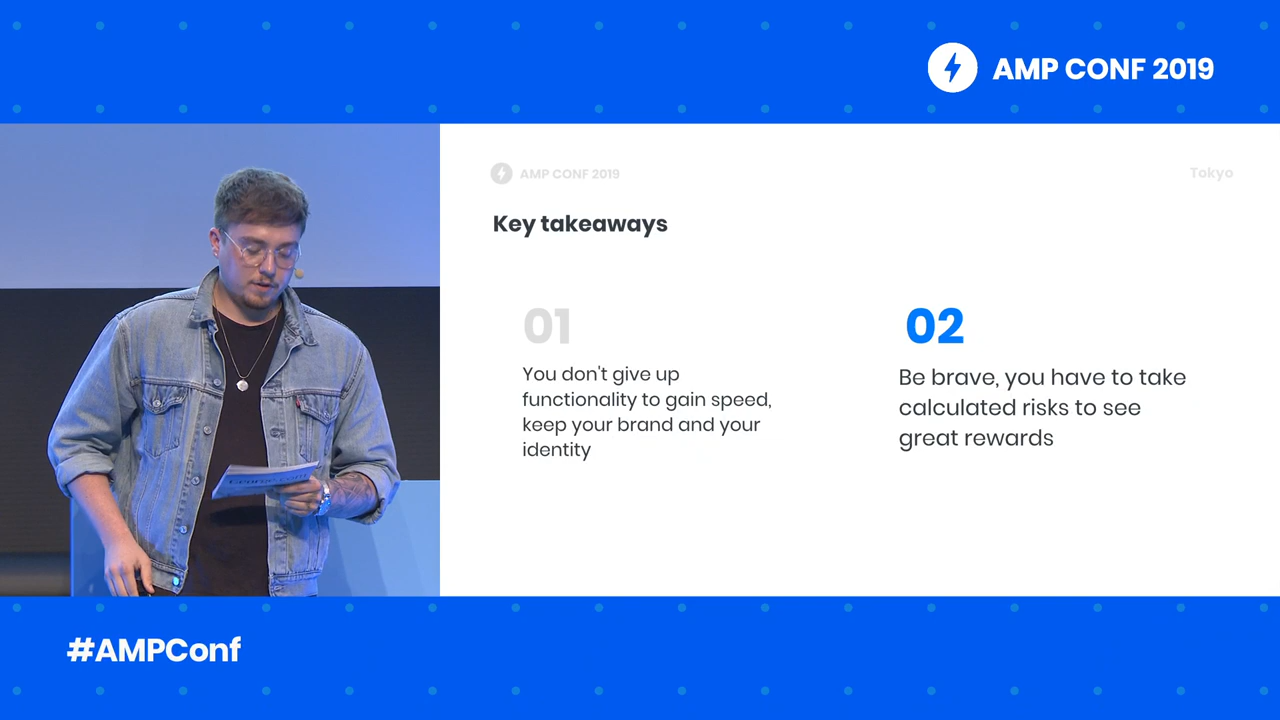 AMP CONF 2019
AMP CONF 2019
Tokyo
Key takeaways
01
You don't give up
functionality to gain speed,
keep your brand and your
identity
02
Be brave, you have to take
calculated risks to see
great rewards
#AMPConf